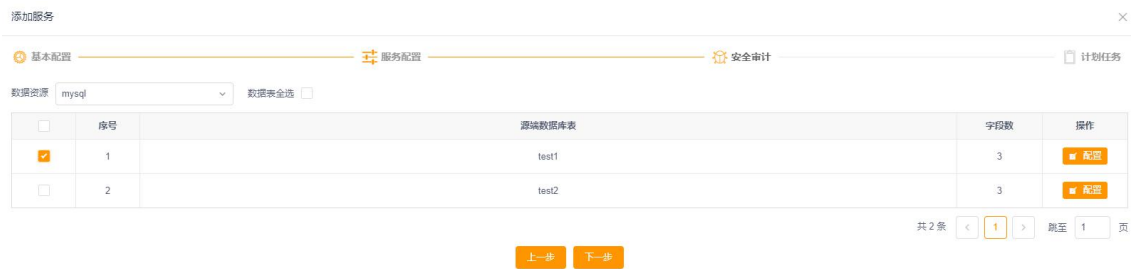 添加服务
基本配置 服务配置 安全审计 计划任务
数据资源 mysql 数据表全选
序号 源端数据库表 字段数 操作
1 test1 3 配置
2 test2 3 配置
共 2 条 1 跳至 1 页
上一步 下一步